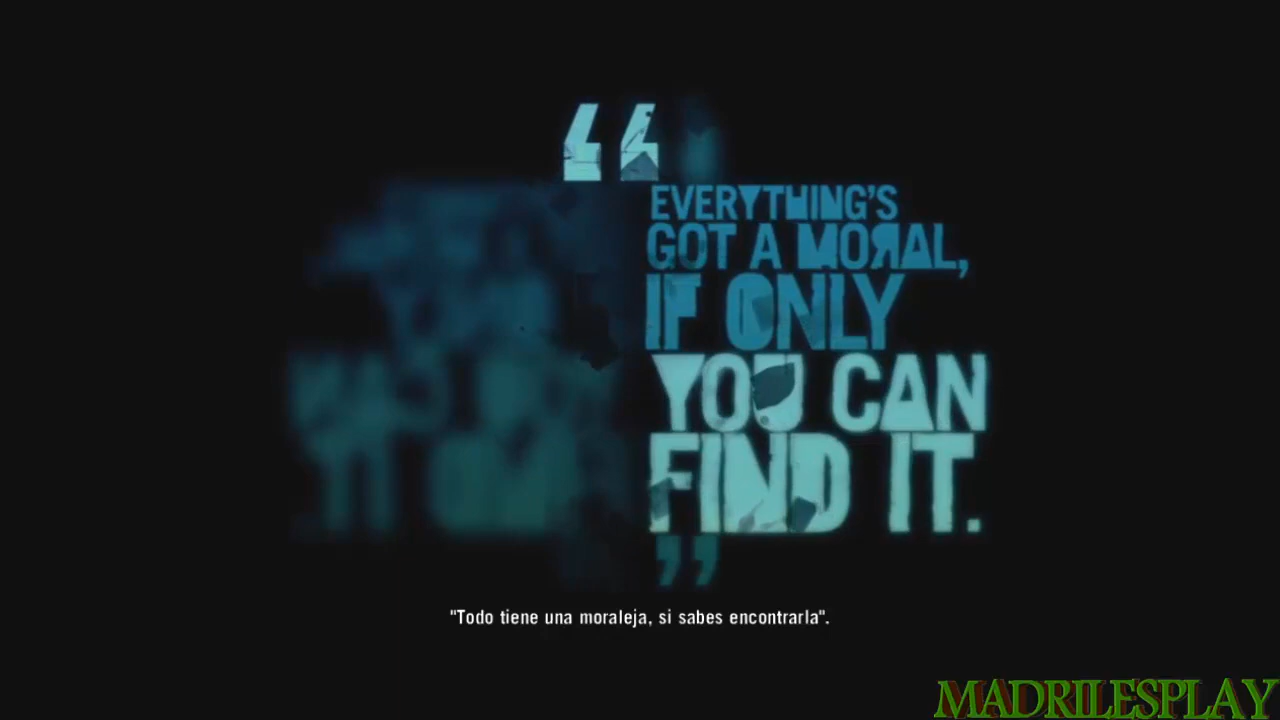 “
EVERYTHING'S
GOT A MORAL,
IF ONLY
YOU CAN
FIND IT.
”
"Todo tiene una moraleja, si sabes encontrarla".
MADRILESPLAY